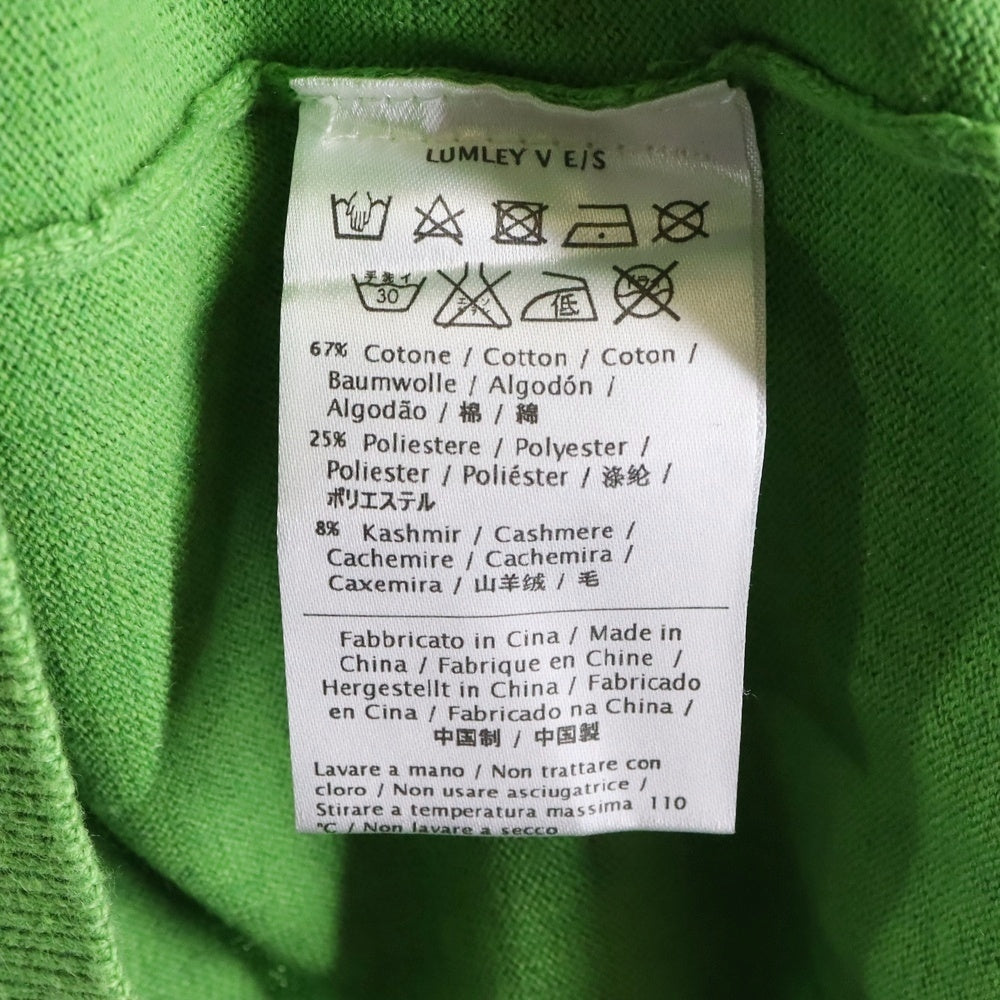 LUMLEY V E/S
手洗イ
30
エンソ
低
67% Cotone / Cotton / Coton /
Baumwolle / Algodón /
Algodão / 棉 / 綿
25% Poliestere / Polyester /
Poliester / Poliéster / 涤纶 /
ポリエステル
8% Kashmir / Cashmere /
Cachemire / Cachemira /
Caxemira / 山羊绒 / 毛
Fabbricato in Cina / Made in
China / Fabrique en Chine /
Hergestellt in China / Fabricado
en Cina / Fabricado na China /
中国制 / 中国製
Lavare a mano / Non trattare con
cloro / Non usare asciugatrice /
Stirare a temperatura massima 110
°C / Non lavare a secco